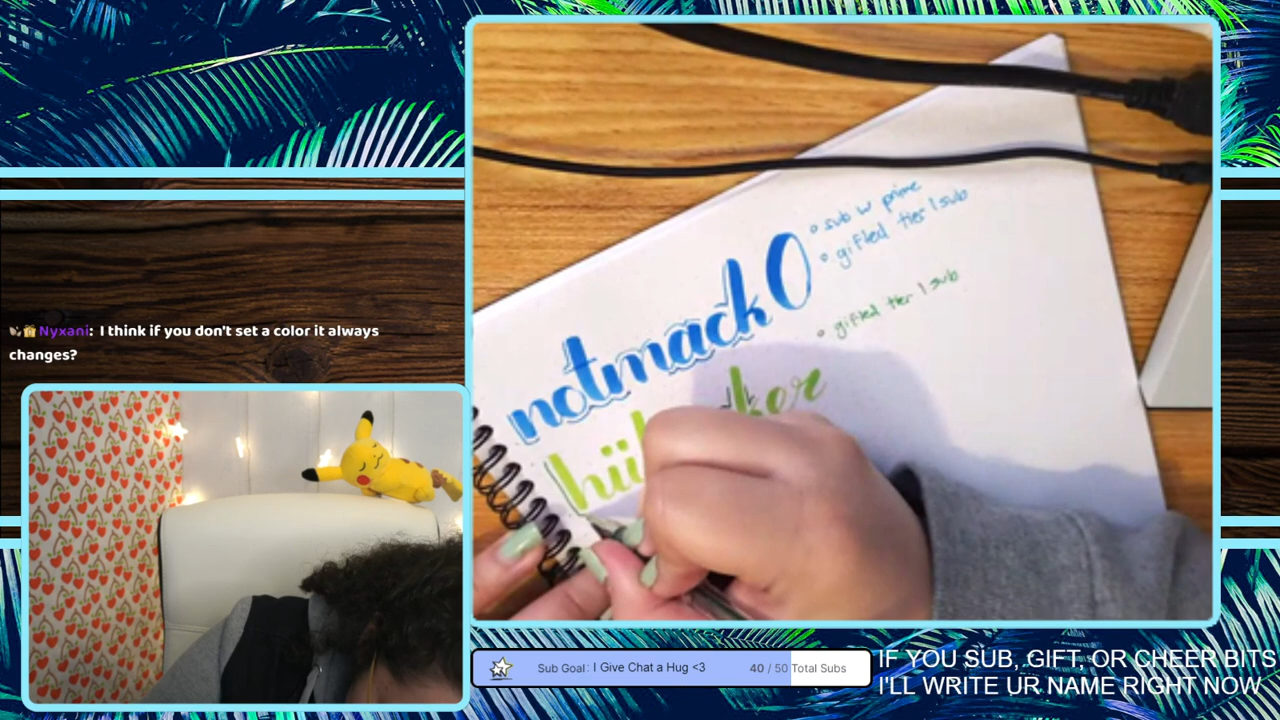 Nyxani: I think if you don't set a color it always
changes?
notmack0
• sub w prime
• gifted tier 1 sub
• gifted tier 1 sub
Sub Goal: I Give Chat a Hug <3 40 / 50 Total Subs
IF YOU SUB, GIFT, OR CHEER BITS
I'LL WRITE UR NAME RIGHT NOW